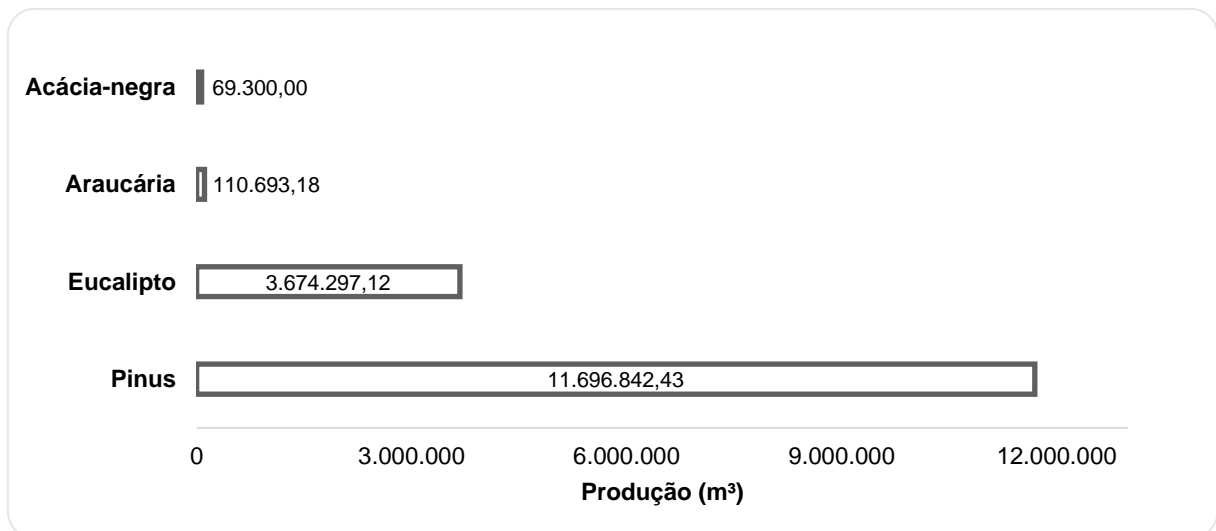 Acácia-negra 69.300,00
Araucária 110.693,18
Eucalipto 3.674.297,12
Pinus 11.696.842,43
0 3.000.000 6.000.000 9.000.000 12.000.000
Produção (m³)